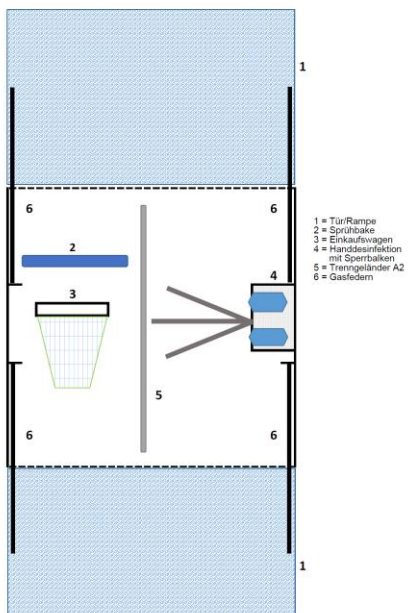 1
6
6
2
3
4
5
6
6
1
1 = Tür/Rampe
2 = Sprühbake
3 = Einkaufswagen
4 = Handdesinfektion
mit Sperrbalken
5 = Trenngeländer A2
6 = Gasfedern